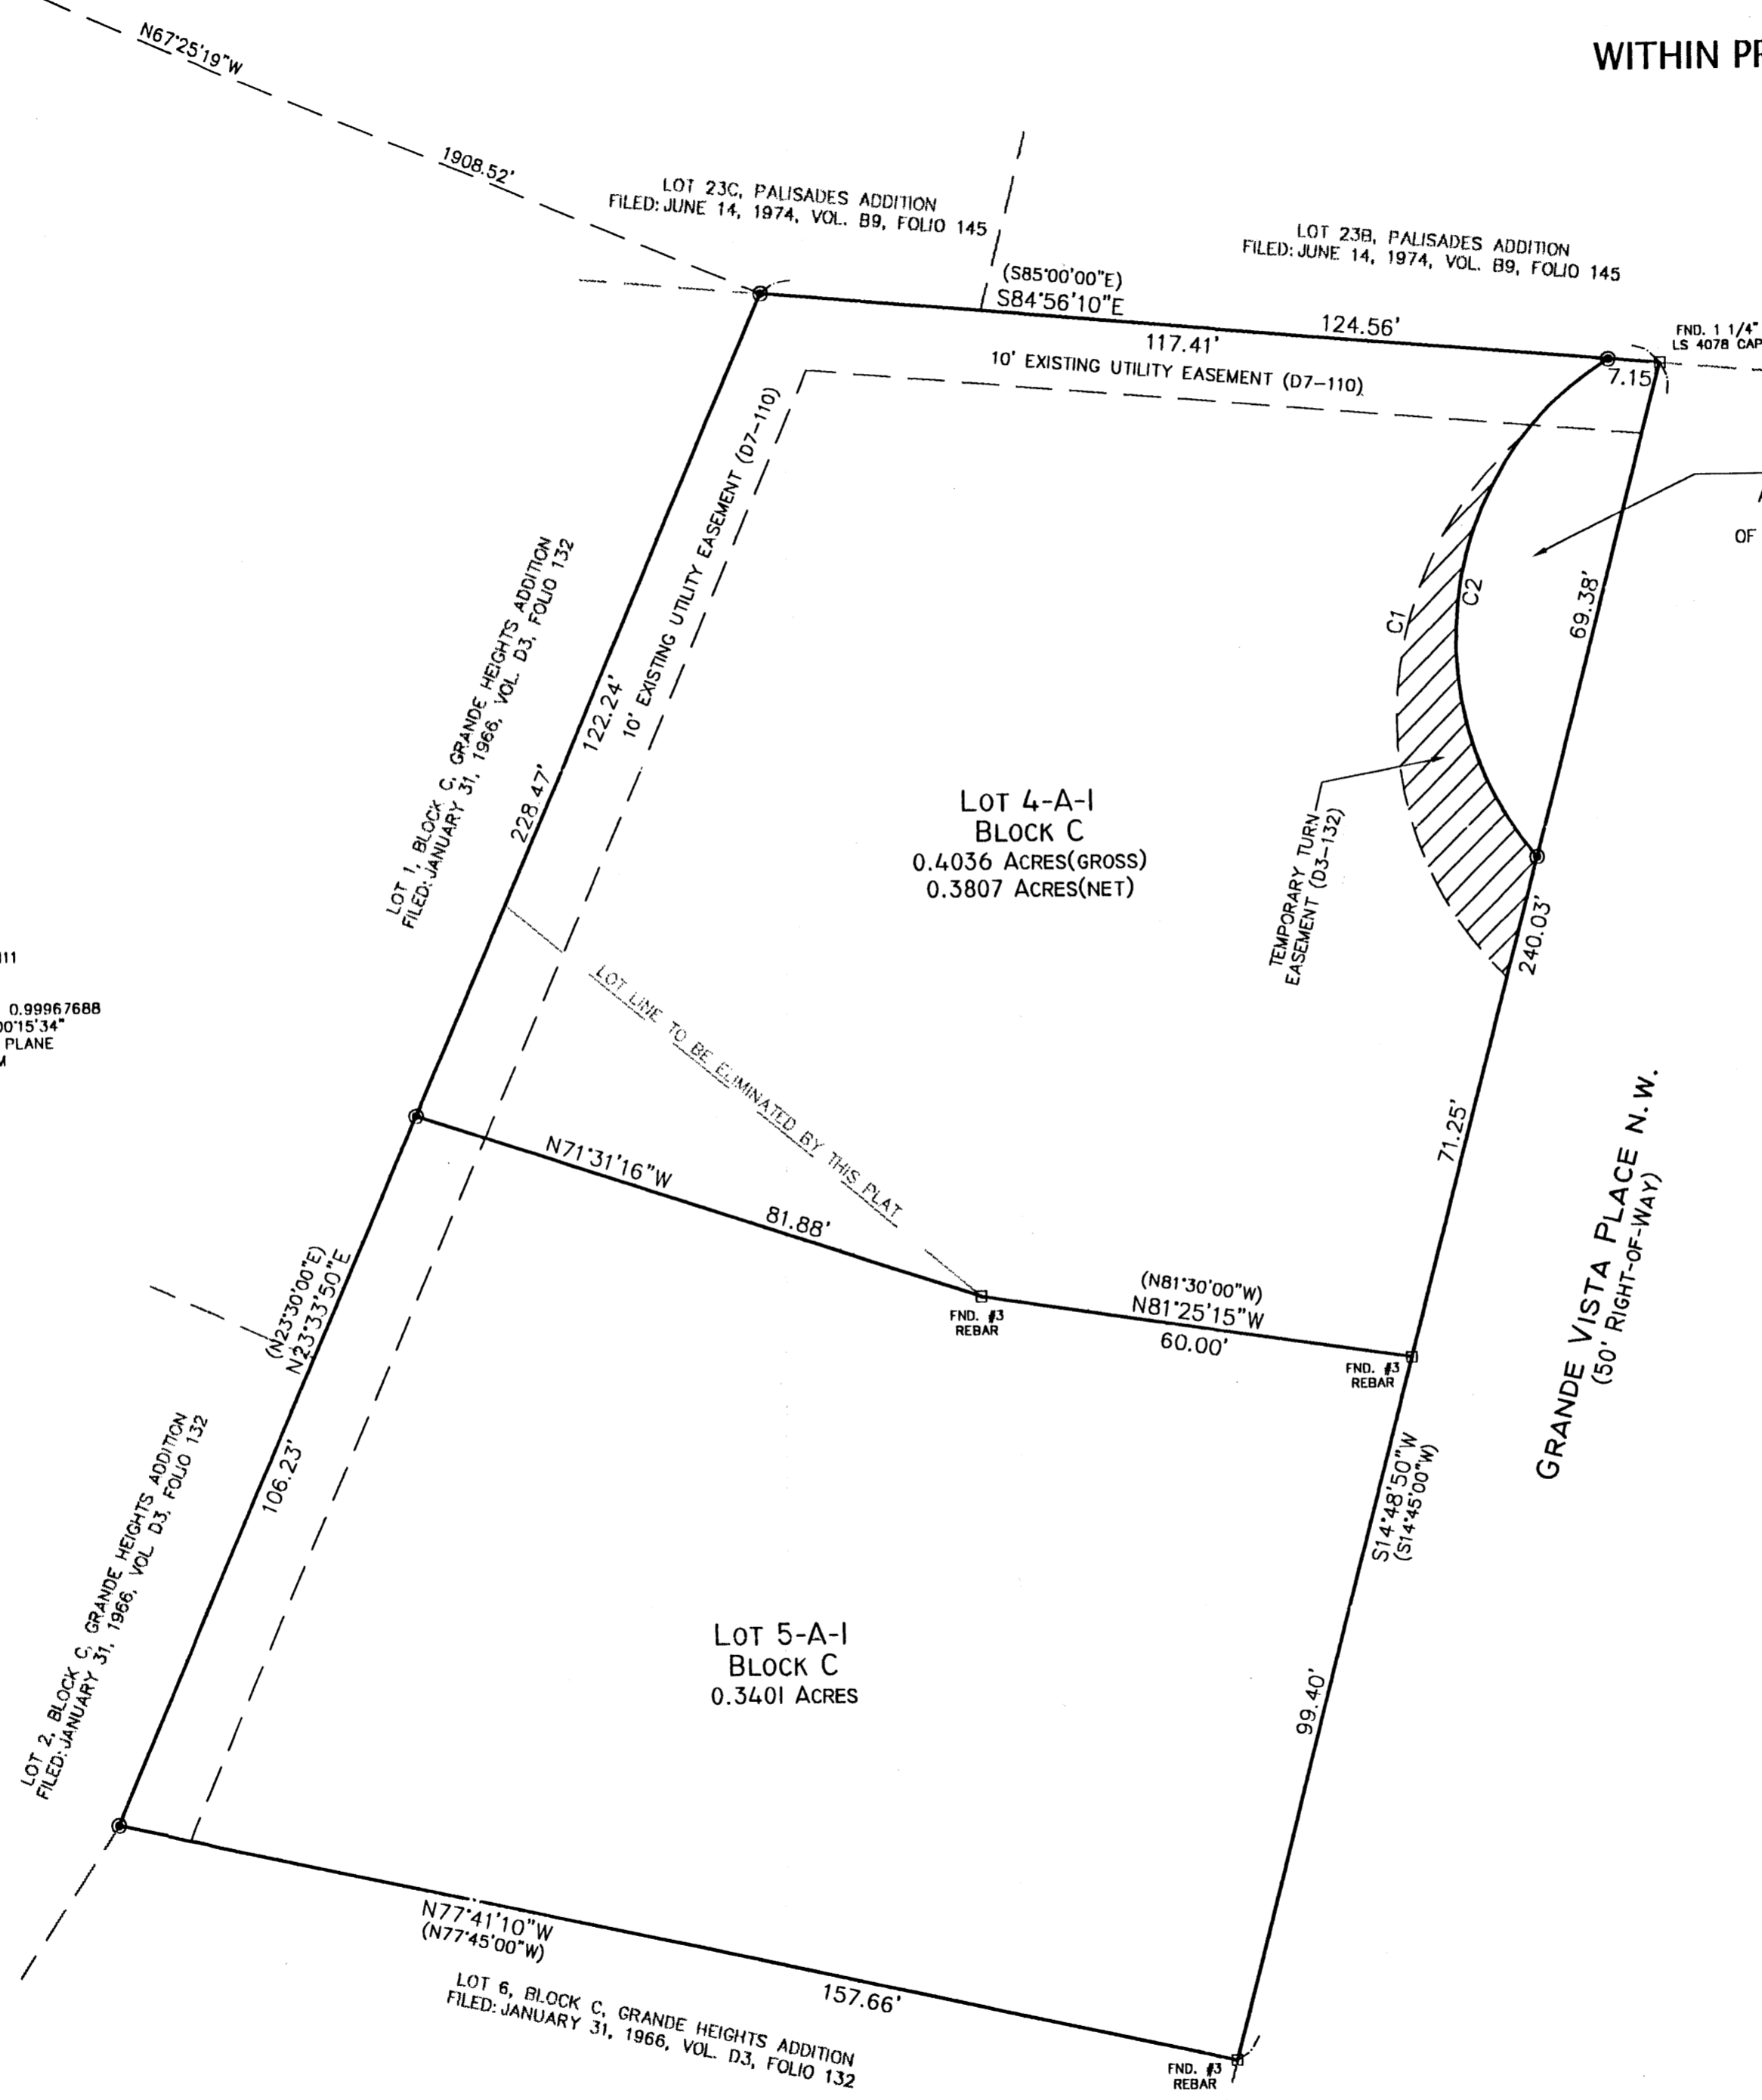 WITHIN
N67°25'19"W
1908.52'
LOT 23C, PALISADES ADDITION
FILED: JUNE 14, 1974, VOL. B9, FOLIO 145
LOT 23B, PALISADES ADDITION
FILED: JUNE 14, 1974, VOL. B9, FOLIO 145
(S85°00'00"E)
S84°56'10"E
124.56'
117.41'
FND. 1 1/4"
LS 4078 CAP
7.15
10' EXISTING UTILITY EASEMENT (D7-110)
10' EXISTING UTILITY EASEMENT (D7-110)
OF
C1
C2
69.38'
LOT 1, BLOCK C, GRANDE HEIGHTS ADDITION
FILED: JANUARY 31, 1966, VOL. D3, FOLIO 132
122.24'
228.47'
LOT 4-A-1
BLOCK C
0.4036 ACRES(GROSS)
0.3807 ACRES(NET)
TEMPORARY TURN
EASEMENT (D3-132)
240.03'
0.99967688
00°15'34"
PLANE
LOT LINE TO BE ELIMINATED BY THIS PLAT
71.25'
N71°31'16"W
81.88'
(N81°30'00"W)
N81°25'15"W
60.00'
FND. #3
REBAR
FND. #3
REBAR
GRANDE VISTA PLACE N.W.
(50' RIGHT-OF-WAY)
(N23°30'00"E)
N23°33'50"E
106.23'
S14°48'50"W
(S14°45'00"W)
LOT 2, BLOCK C, GRANDE HEIGHTS ADDITION
FILED: JANUARY 31, 1966, VOL. D3, FOLIO 132
LOT 5-A-1
BLOCK C
0.3401 ACRES
99.40'
N77°41'10"W
(N77°45'00"W)
157.66'
LOT 6, BLOCK C, GRANDE HEIGHTS ADDITION
FILED: JANUARY 31, 1966, VOL. D3, FOLIO 132
FND. #3
REBAR